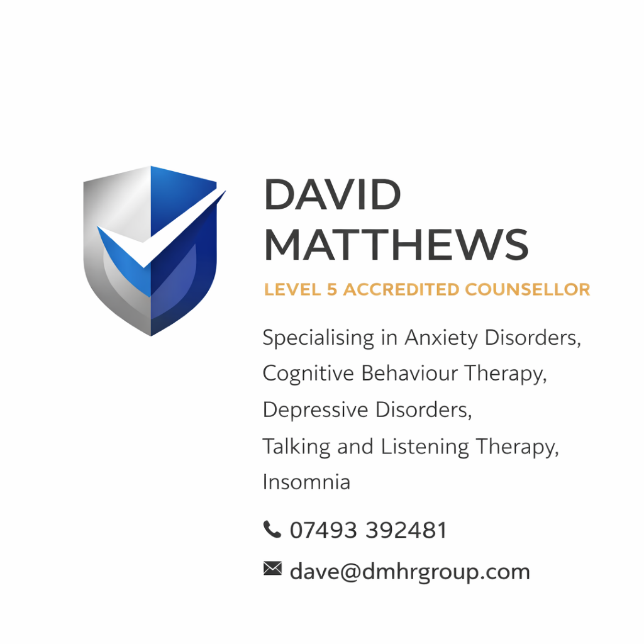 DAVID
MATTHEWS
LEVEL 5 ACCREDITED COUNSELLOR
Specialising in Anxiety Disorders,
Cognitive Behaviour Therapy,
Depressive Disorders,
Talking and Listening Therapy,
Insomnia
07493 392481
dave@dmhrgroup.com